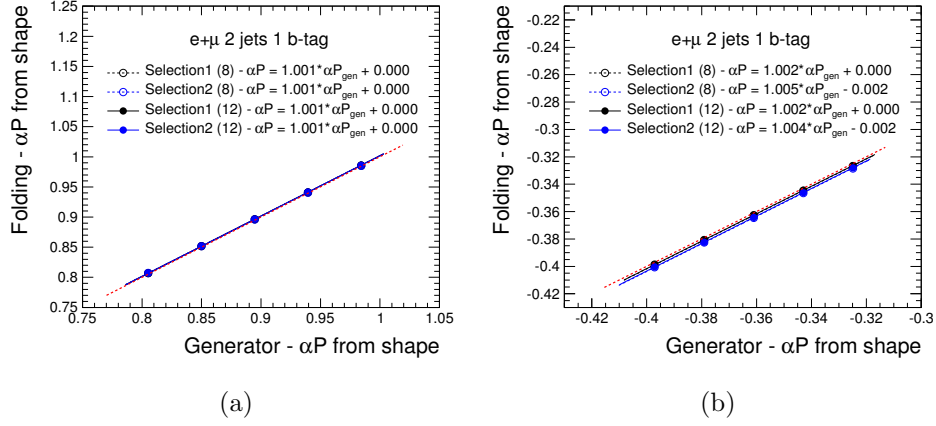 Folding - αP from shape
1.25
1.2
1.15
1.1
1.05
1
0.95
0.9
0.85
0.8
0.75
e+μ 2 jets 1 b-tag
Selection1 (8) - αP = 1.001*αPgen + 0.000
Selection2 (8) - αP = 1.001*αPgen + 0.000
Selection1 (12) - αP = 1.001*αPgen + 0.000
Selection2 (12) - αP = 1.001*αPgen + 0.000
0.75 0.8 0.85 0.9 0.95 1 1.05
Generator - αP from shape
(a)
Folding - αP from shape
-0.22
-0.24
-0.26
-0.28
-0.3
-0.32
-0.34
-0.36
-0.38
-0.4
-0.42
e+μ 2 jets 1 b-tag
Selection1 (8) - αP = 1.002*αPgen + 0.000
Selection2 (8) - αP = 1.005*αPgen - 0.002
Selection1 (12) - αP = 1.002*αPgen + 0.000
Selection2 (12) - αP = 1.004*αPgen - 0.002
-0.42 -0.4 -0.38 -0.36 -0.34 -0.32 -0.3
Generator - αP from shape
(b)